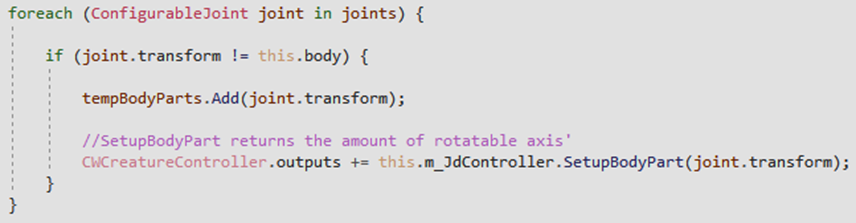 foreach (ConfigurableJoint joint in joints) {
if (joint.transform != this.body) {
tempBodyParts.Add(joint.transform);
//SetupBodyPart returns the amount of rotatable axis'
CWCreatureController.outputs += this.m_JdController.SetupBodyPart(joint.transform);
}
}